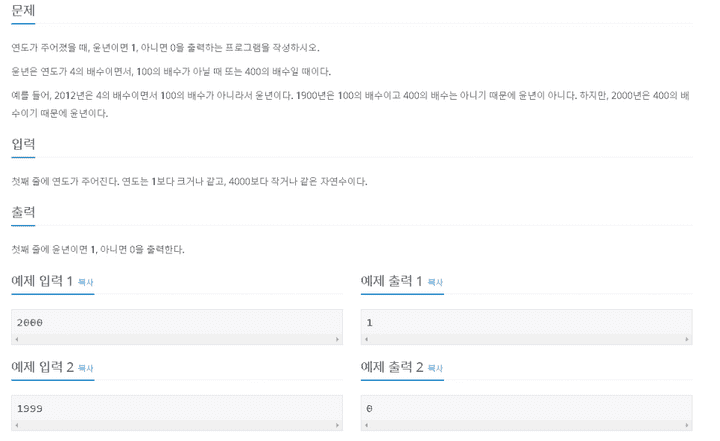 문제
연도가 주어졌을 때, 윤년이면 1, 아니면 0을 출력하는 프로그램을 작성하시오.
윤년은 연도가 4의 배수이면서, 100의 배수가 아닐 때 또는 400의 배수일 때이다.
예를 들어, 2012년은 4의 배수이면서 100의 배수가 아니라서 윤년이다. 1900년은 100의 배수이고 400의 배수는 아니기 때문에 윤년이 아니다. 하지만, 2000년은 400의 배
수이기 때문에 윤년이다.
입력
첫째 줄에 연도가 주어진다. 연도는 1보다 크거나 같고, 4000보다 작거나 같은 자연수이다.
출력
첫째 줄에 윤년이면 1, 아니면 0을 출력한다.
예제 입력 1 복사
2000
예제 출력 1 복사
1
예제 입력 2 복사
1999
예제 출력 2 복사
0